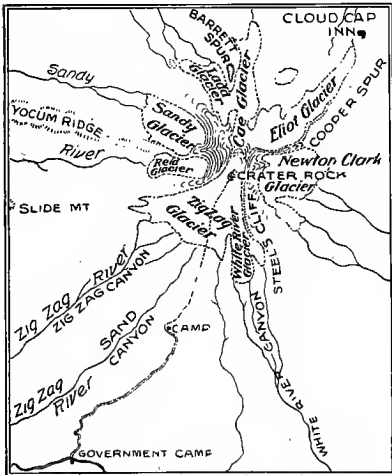 CLOUD CAP
INN
BARRETT
SPUR
Ladd
Glacier
Coe Glacier
Eliot Glacier
COOPER SPUR
Sandy
YOCUM RIDGE
River
Sandy
Glacier
Reid
Glacier
Newton Clark
Glacier
CRATER ROCK
SLIDE MT
ZigZag
Glacier
White River
Glacier
STEEL'S CLIFF
Zig Zag River
ZIG ZAG CANYON
SAND
CANYON
Zig Zag
River
CAMP
CANYON
WHITE RIVER
GOVERNMENT CAMP